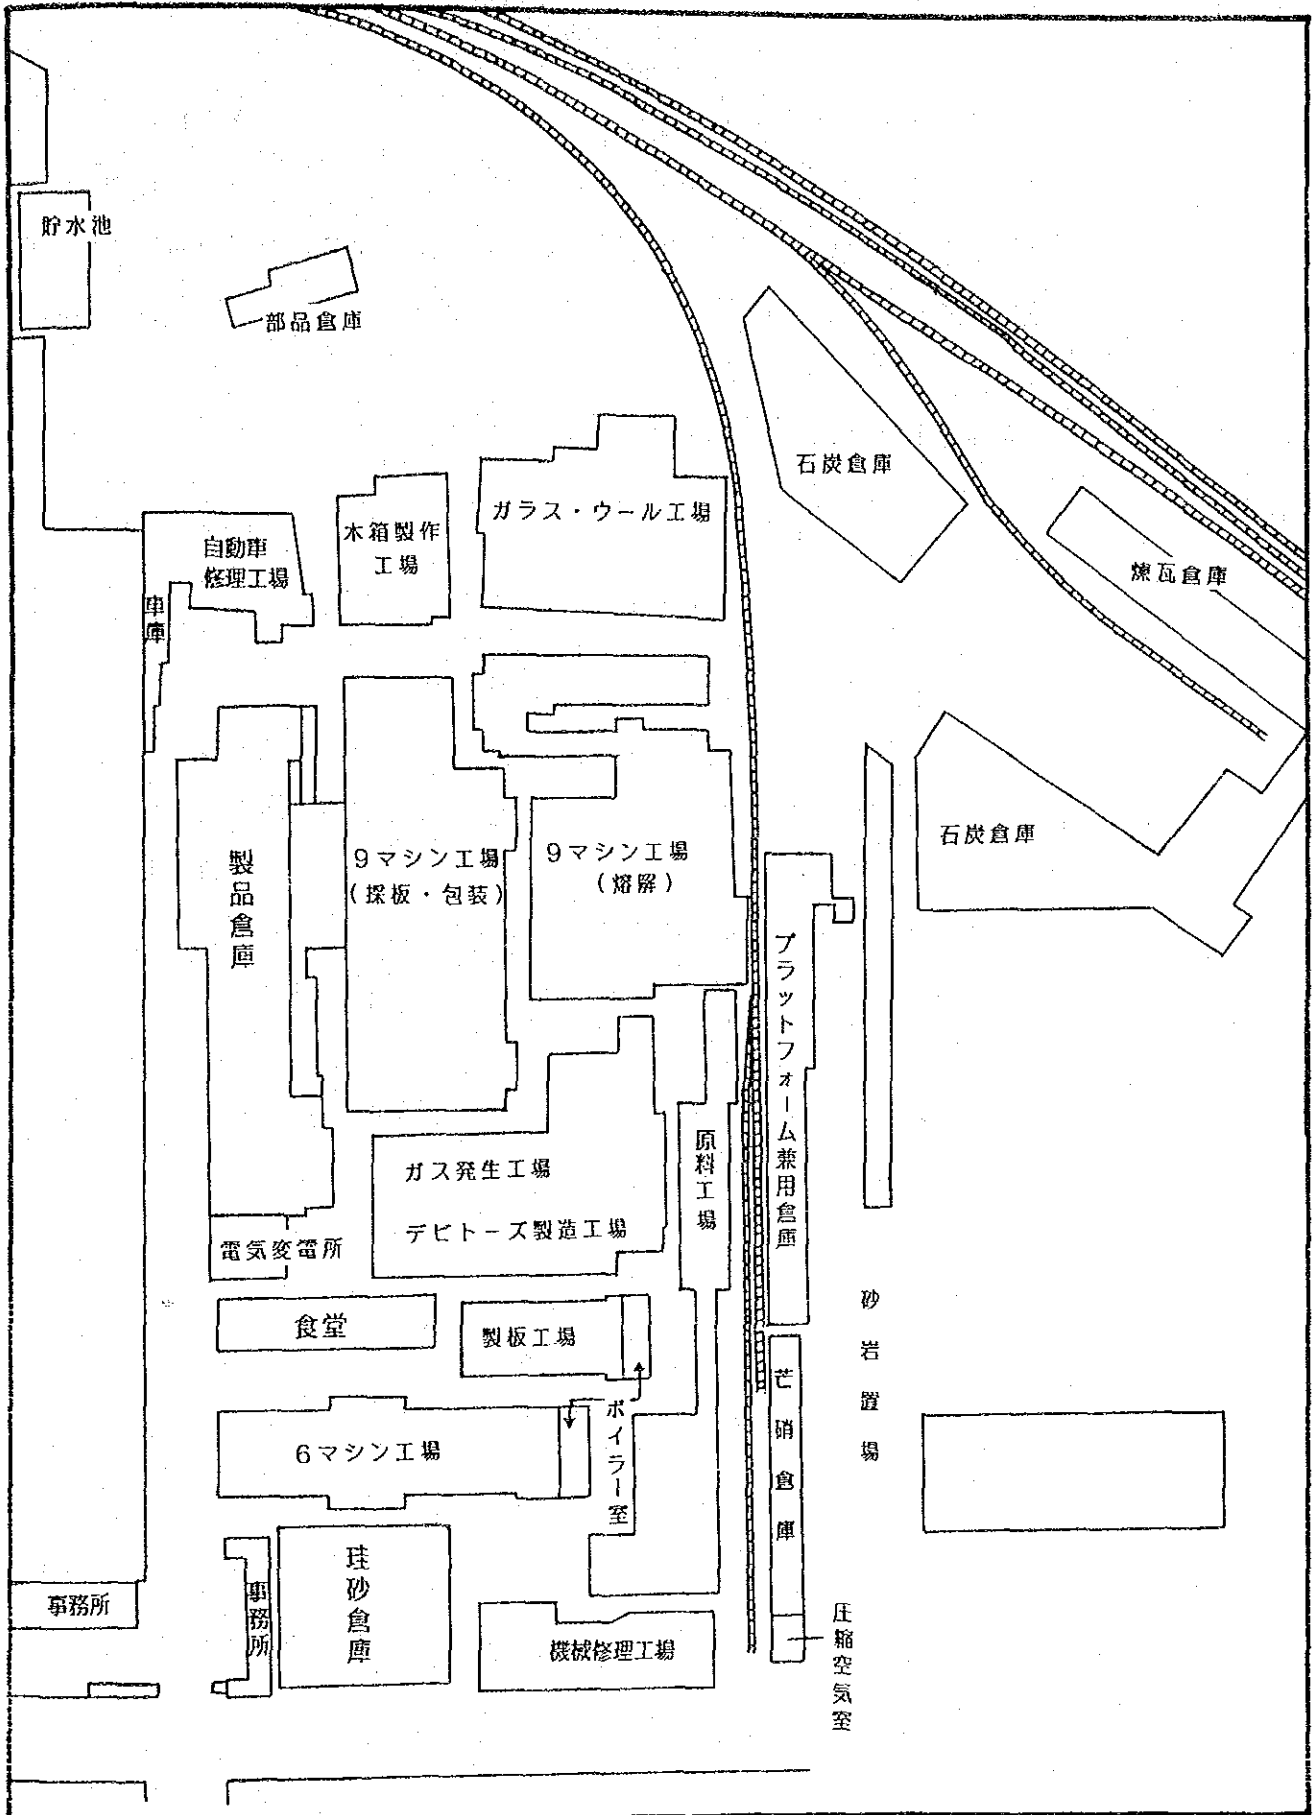 貯水池
部品倉庫
石炭倉庫
ガラス・ウール工場
木箱製作
工場
自動車
修理工場
煉瓦倉庫
車庫
石炭倉庫
9マシン工場
(採板・包装)
9マシン工場
(熔解)
製品倉庫
プラットフォーム兼用倉庫
原料工場
ガス発生工場
デビトーズ製造工場
電気変電所
食堂
製板工場
砂岩置場
芒硝倉庫
ボイラー室
6マシン工場
珪砂倉庫
事務所
事務所
機械修理工場
圧縮空気室